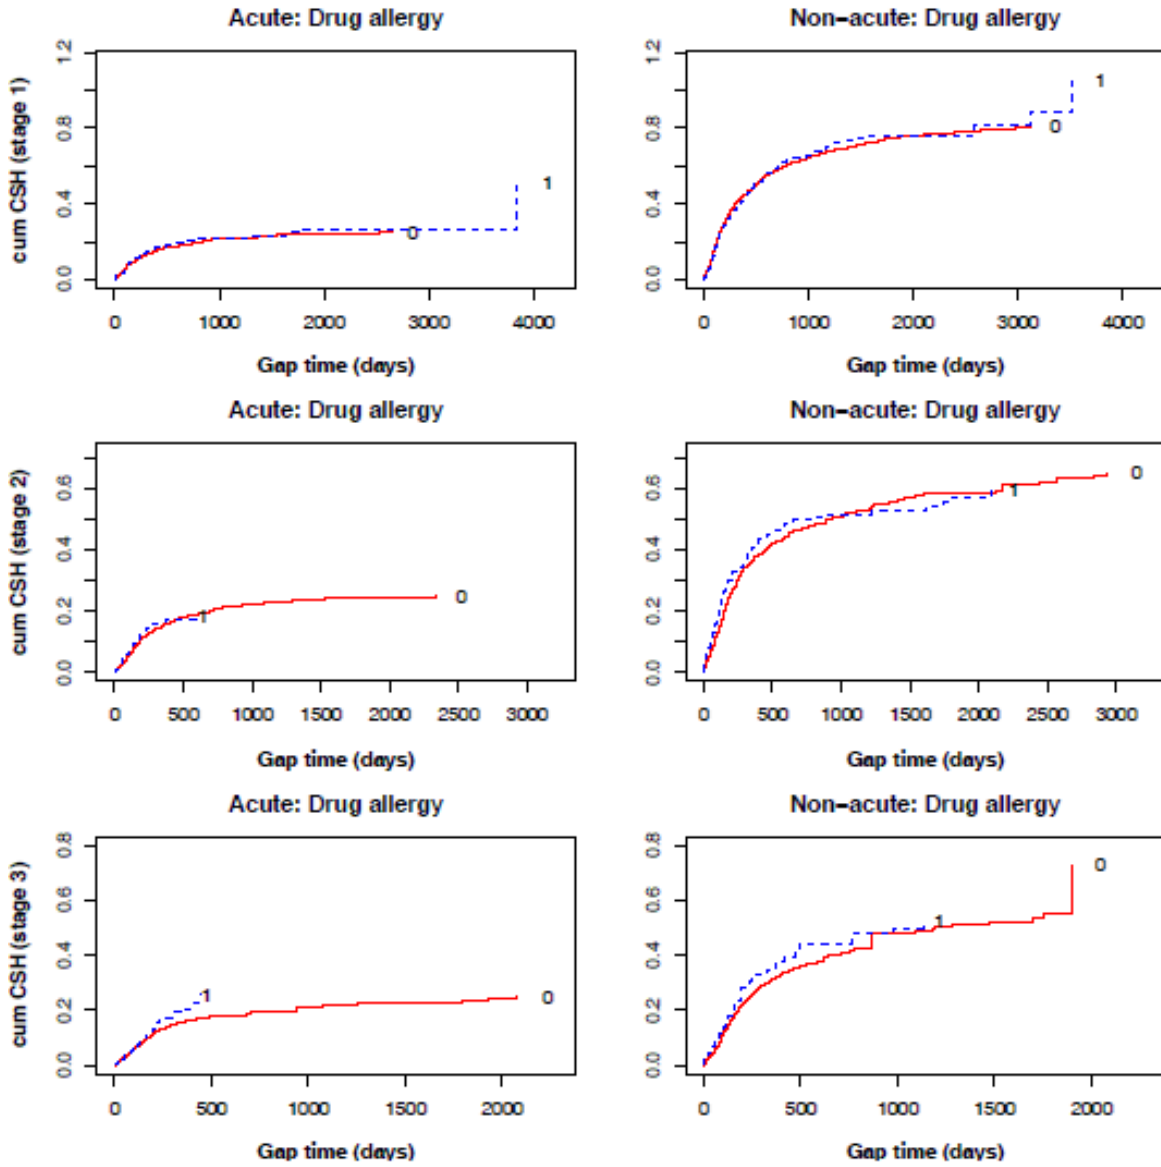 Acute: Drug allergy
Non-acute: Drug allergy
cum CSH (stage 1)
1.2
0.8
0.4
0.0
1
0
0 1000 2000 3000 4000
Gap time (days)
1.2
0.8
0.4
0.0
1
0
0 1000 2000 3000 4000
Gap time (days)
Acute: Drug allergy
Non-acute: Drug allergy
cum CSH (stage 2)
0.6
0.4
0.2
0.0
1
0
0 500 1000 1500 2000 2500 3000
Gap time (days)
0.6
0.4
0.2
0.0
0
1
0 500 1000 1500 2000 2500 3000
Gap time (days)
Acute: Drug allergy
Non-acute: Drug allergy
cum CSH (stage 3)
0.8
0.6
0.4
0.2
0.0
1
0
0 500 1000 1500 2000
Gap time (days)
0.8
0.6
0.4
0.2
0.0
0
1
0 500 1000 1500 2000
Gap time (days)